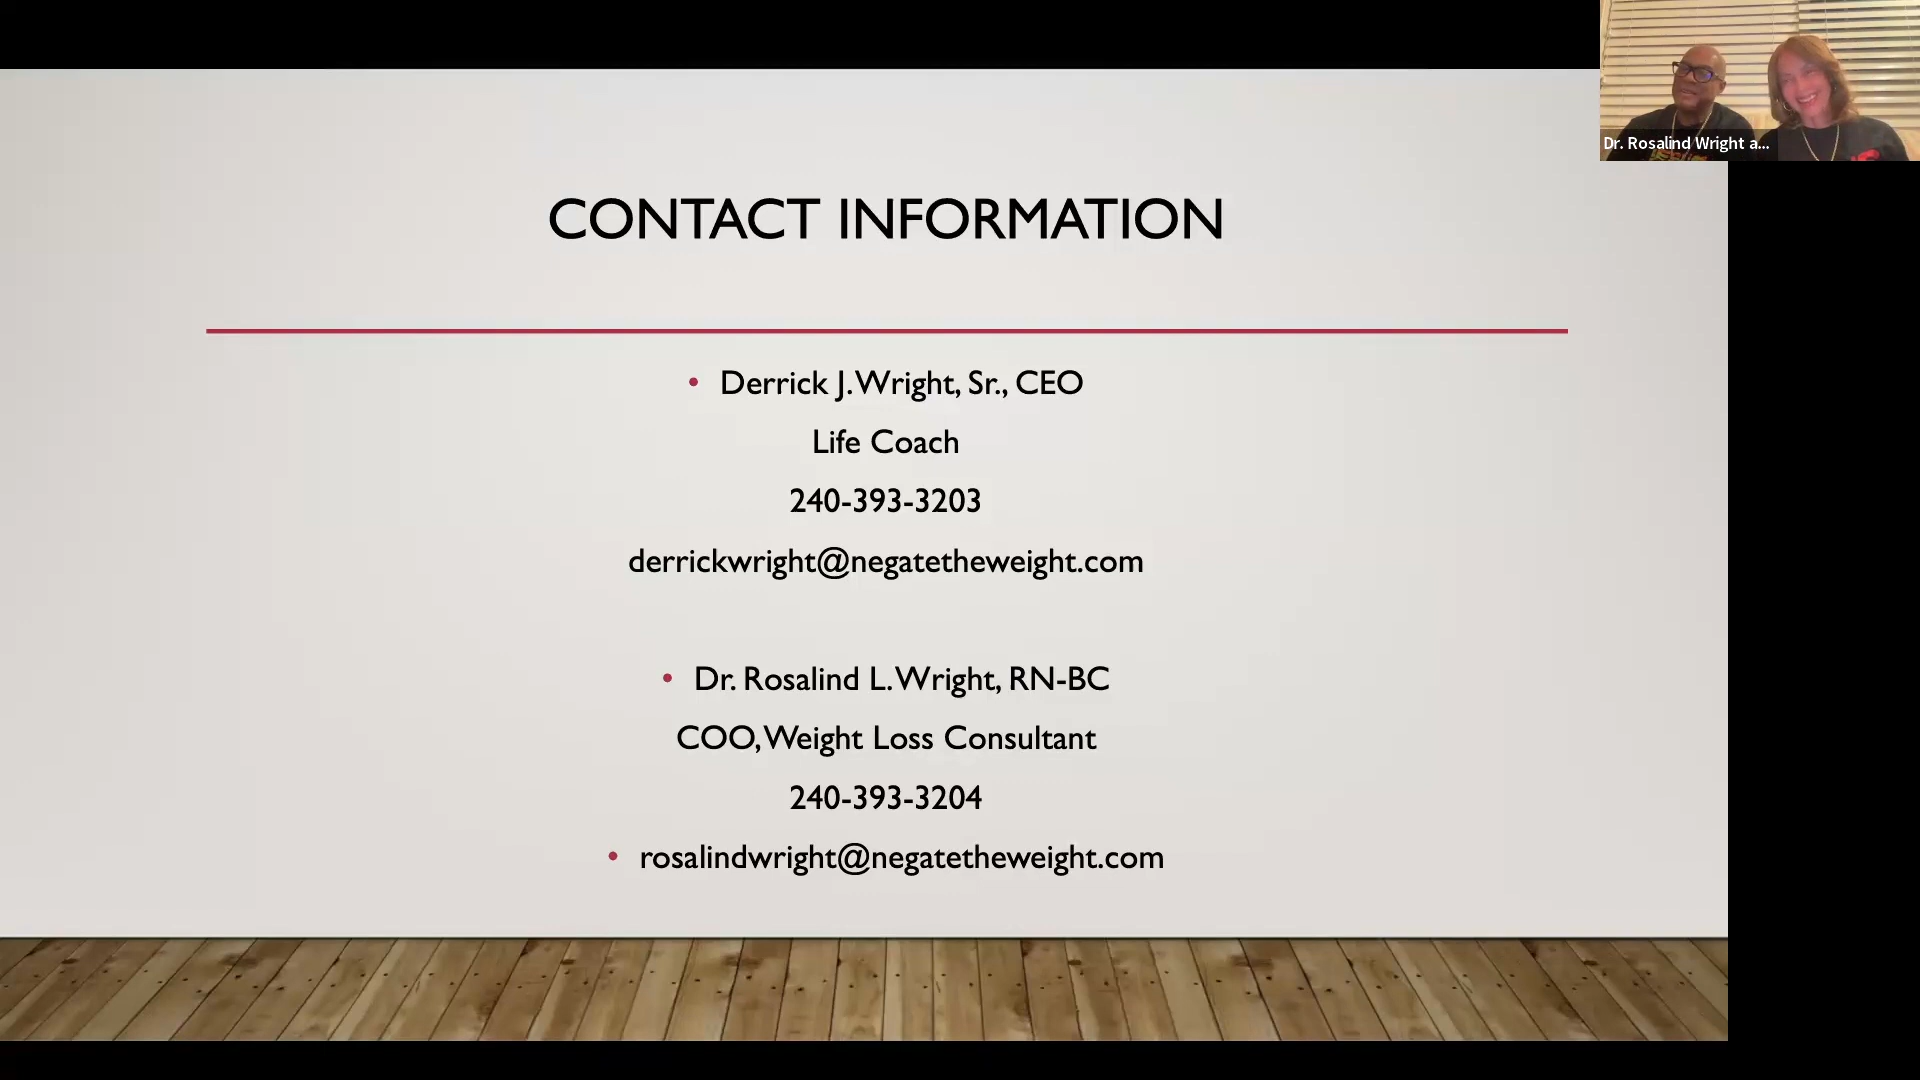 Dr. Rosalind Wright a...
CONTACT INFORMATION
• Derrick J. Wright, Sr., CEO
Life Coach
240-393-3203
derrickwright@negatetheweight.com
• Dr. Rosalind L. Wright, RN-BC
COO, Weight Loss Consultant
240-393-3204
• rosalindwright@negatetheweight.com